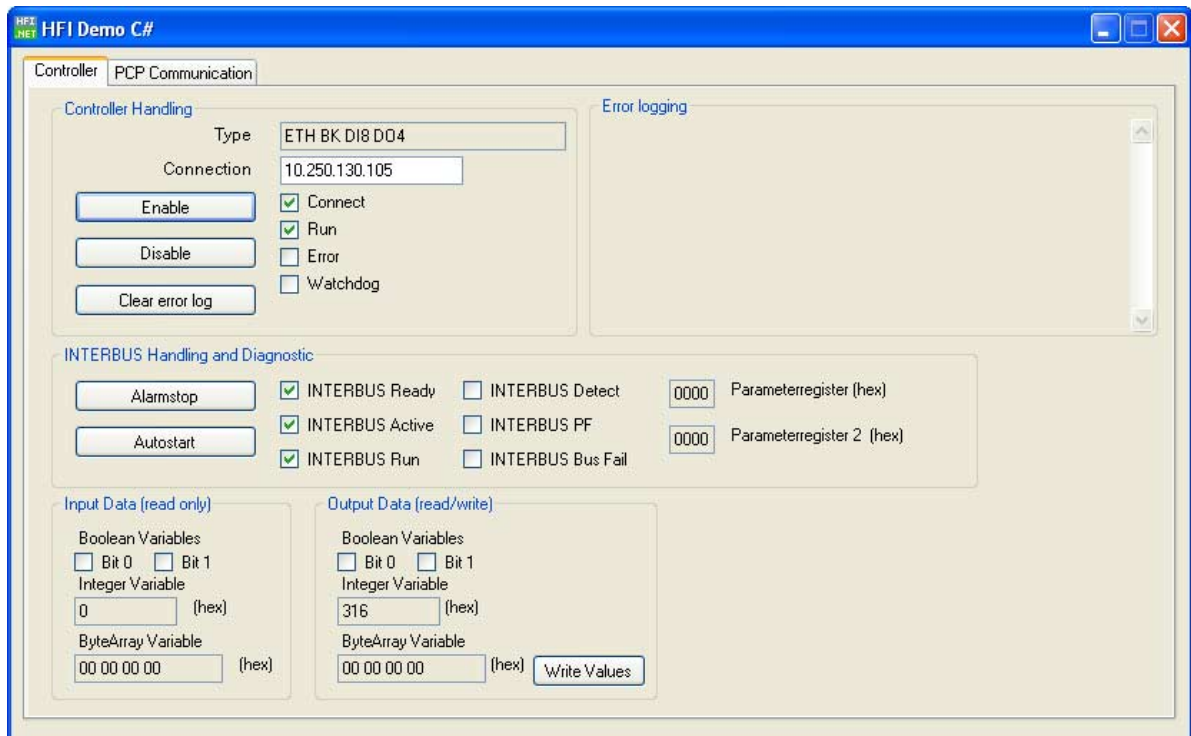 HFI .NET HFI Demo C#
Controller PCP Communication
Controller Handling
Type ETH BK DI8 DO4
Connection 10.250.130.105
Enable
Disable
Clear error log
Connect
Run
Error
Watchdog
Error logging
INTERBUS Handling and Diagnostic
Alarmstop
Autostart
INTERBUS Ready
INTERBUS Active
INTERBUS Run
INTERBUS Detect
INTERBUS PF
INTERBUS Bus Fail
0000 Parameterregister (hex)
0000 Parameterregister 2 (hex)
Input Data (read only)
Boolean Variables
Bit 0 Bit 1
Integer Variable
0 (hex)
ByteArray Variable
00 00 00 00 (hex)
Output Data (read/write)
Boolean Variables
Bit 0 Bit 1
Integer Variable
316 (hex)
ByteArray Variable
00 00 00 00 (hex) Write Values